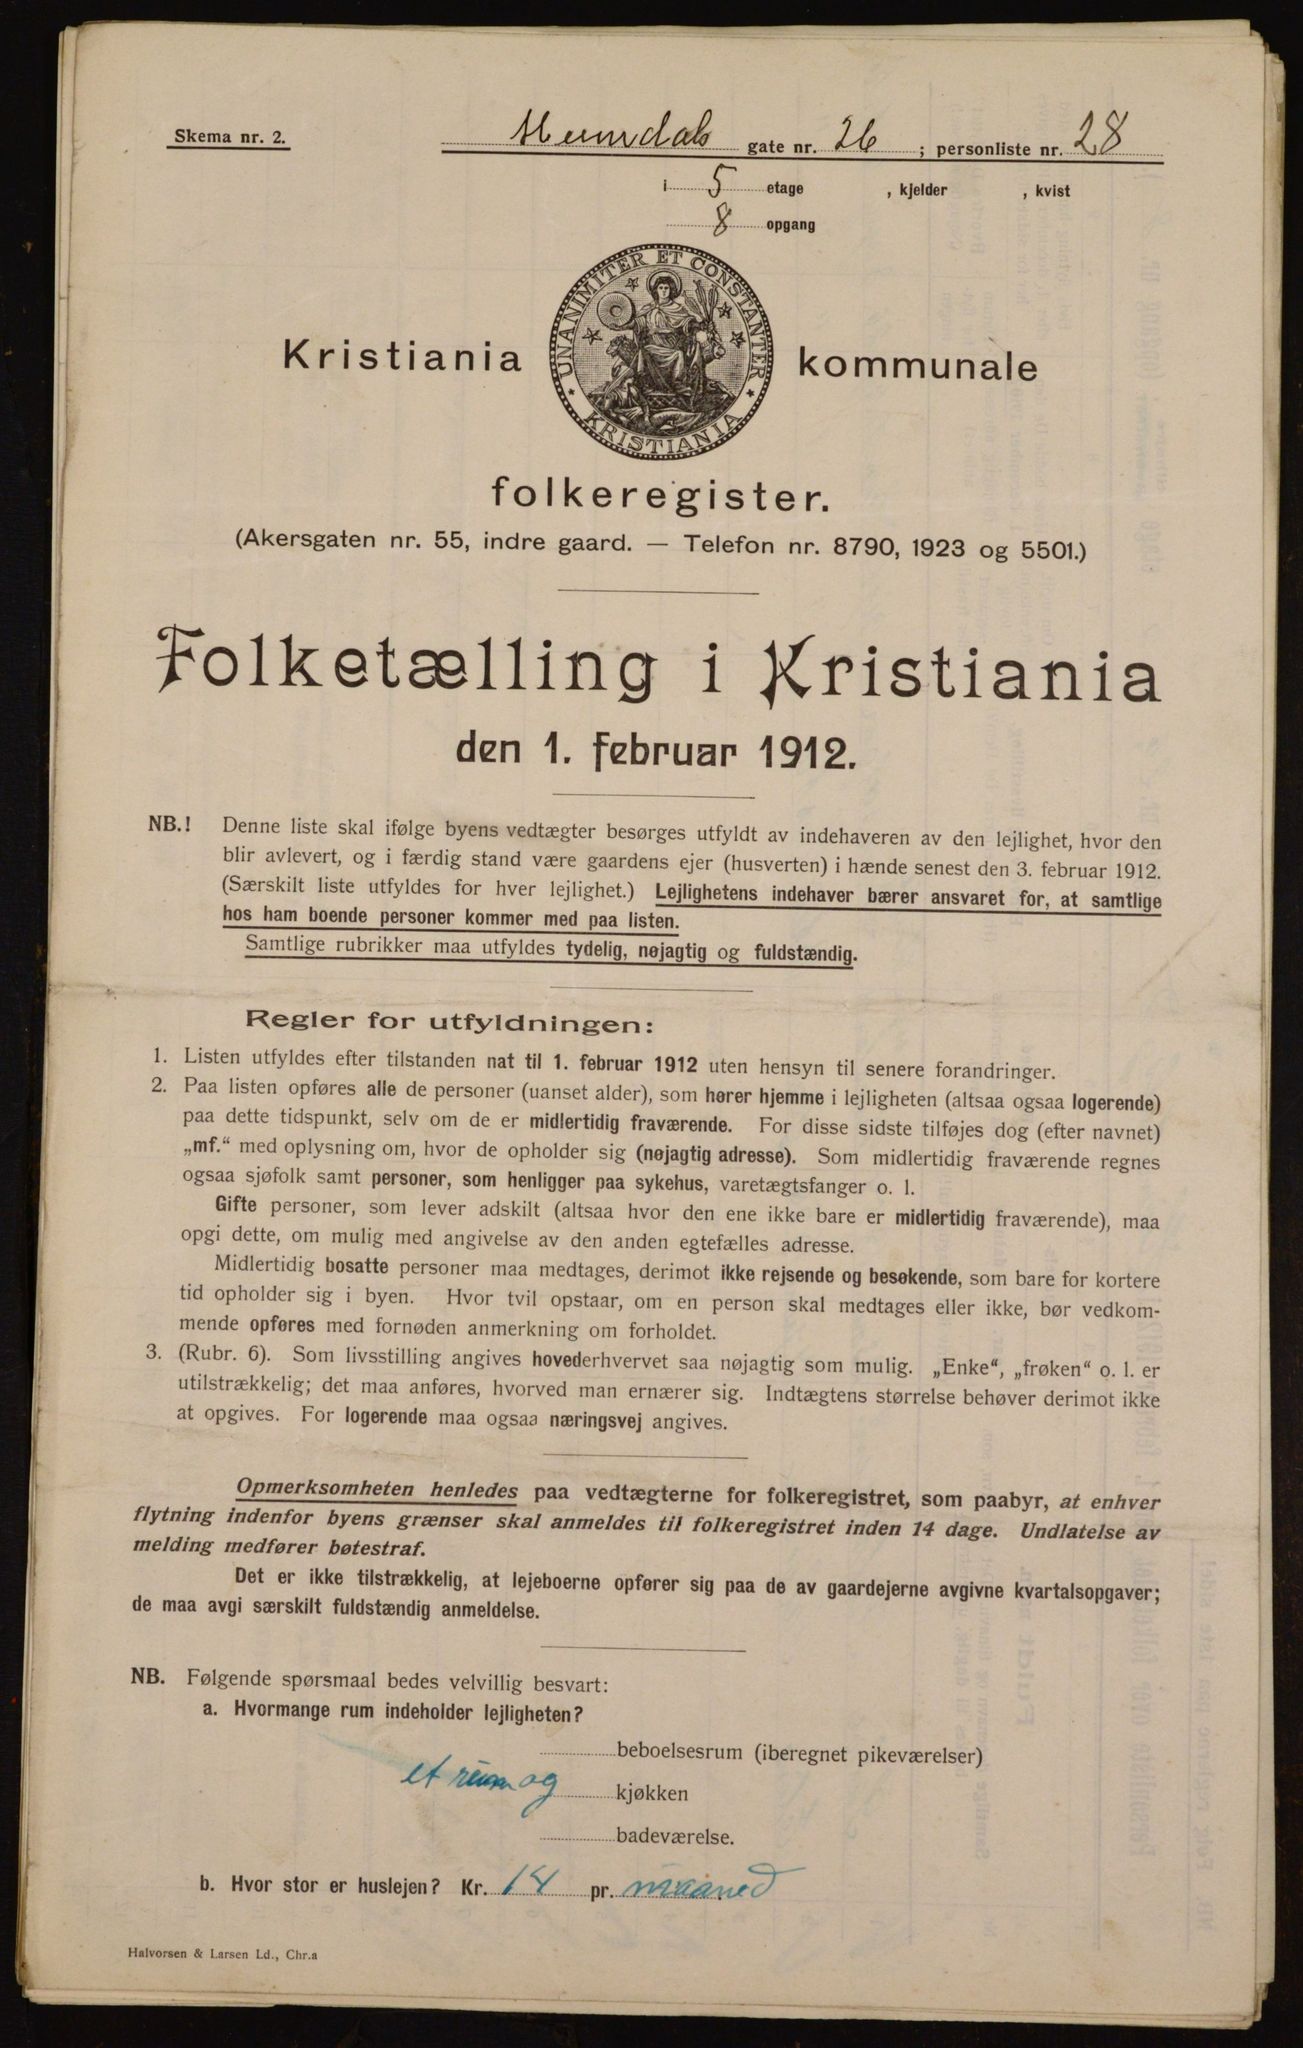 Skema nr. 2.
Heimdals gate nr. 26 ; personliste nr. 28
i 5 etage , kjelder , kvist
8 opgang
UNANIMITER ET CONSTANTER
KRISTIANIA
Kristiania kommunale
folkeregister.
(Akersgaten nr. 55, indre gaard. — Telefon nr. 8790, 1923 og 5501.)
Folketælling i Kristiania
den 1. februar 1912.
NB.! Denne liste skal ifølge byens vedtægter besørges utfyldt av indehaveren av den lejlighet, hvor den
blir avlevert, og i færdig stand være gaardens ejer (husverten) i hænde senest den 3. februar 1912.
(Særskilt liste utfyldes for hver lejlighet.) Lejlighetens indehaver bærer ansvaret for, at samtlige
hos ham boende personer kommer med paa listen.
Samtlige rubrikker maa utfyldes tydelig, nøjagtig og fuldstændig.
Regler for utfyldningen:
1. Listen utfyldes efter tilstanden nat til 1. februar 1912 uten hensyn til senere forandringer.
2. Paa listen opføres alle de personer (uanset alder), som hører hjemme i lejligheten (altsaa ogsaa logerende)
paa dette tidspunkt, selv om de er midlertidig fraværende. For disse sidste tilføjes dog (efter navnet)
„mf.“ med oplysning om, hvor de opholder sig (nøjagtig adresse). Som midlertidig fraværende regnes
ogsaa sjøfolk samt personer, som henligger paa sykehus, varetægtsfanger o. l.
Gifte personer, som lever adskilt (altsaa hvor den ene ikke bare er midlertidig fraværende), maa
opgi dette, om mulig med angivelse av den anden egtefælles adresse.
Midlertidig bosatte personer maa medtages, derimot ikke rejsende og besøkende, som bare for kortere
tid opholder sig i byen. Hvor tvil opstaar, om en person skal medtages eller ikke, bør vedkom-
mende opføres med fornøden anmerkning om forholdet.
3. (Rubr. 6). Som livsstilling angives hovederhvervet saa nøjagtig som mulig. „Enke“, „frøken“ o. l. er
utilstrækkelig; det maa anføres, hvorved man ernærer sig. Indtægtens størrelse behøver derimot ikke
at opgives. For logerende maa ogsaa næringsvej angives.
Opmerksomheten henledes paa vedtægterne for folkeregistret, som paabyr, at enhver
flytning indenfor byens grænser skal anmeldes til folkeregistret inden 14 dage. Undlatelse av
melding medfører bøtestraf.
Det er ikke tilstrækkelig, at lejeboerne opfører sig paa de av gaardejerne avgivne kvartalsopgaver;
de maa avgi særskilt fuldstændig anmeldelse.
NB. Følgende spørsmaal bedes velvillig besvart:
a. Hvormange rum indeholder lejligheten?
beboelsesrum (iberegnet pikeværelser)
et rum og kjøkken
badeværelse.
b. Hvor stor er huslejen? Kr. 14 pr. maaned
Halvorsen & Larsen Ld., Chr.a